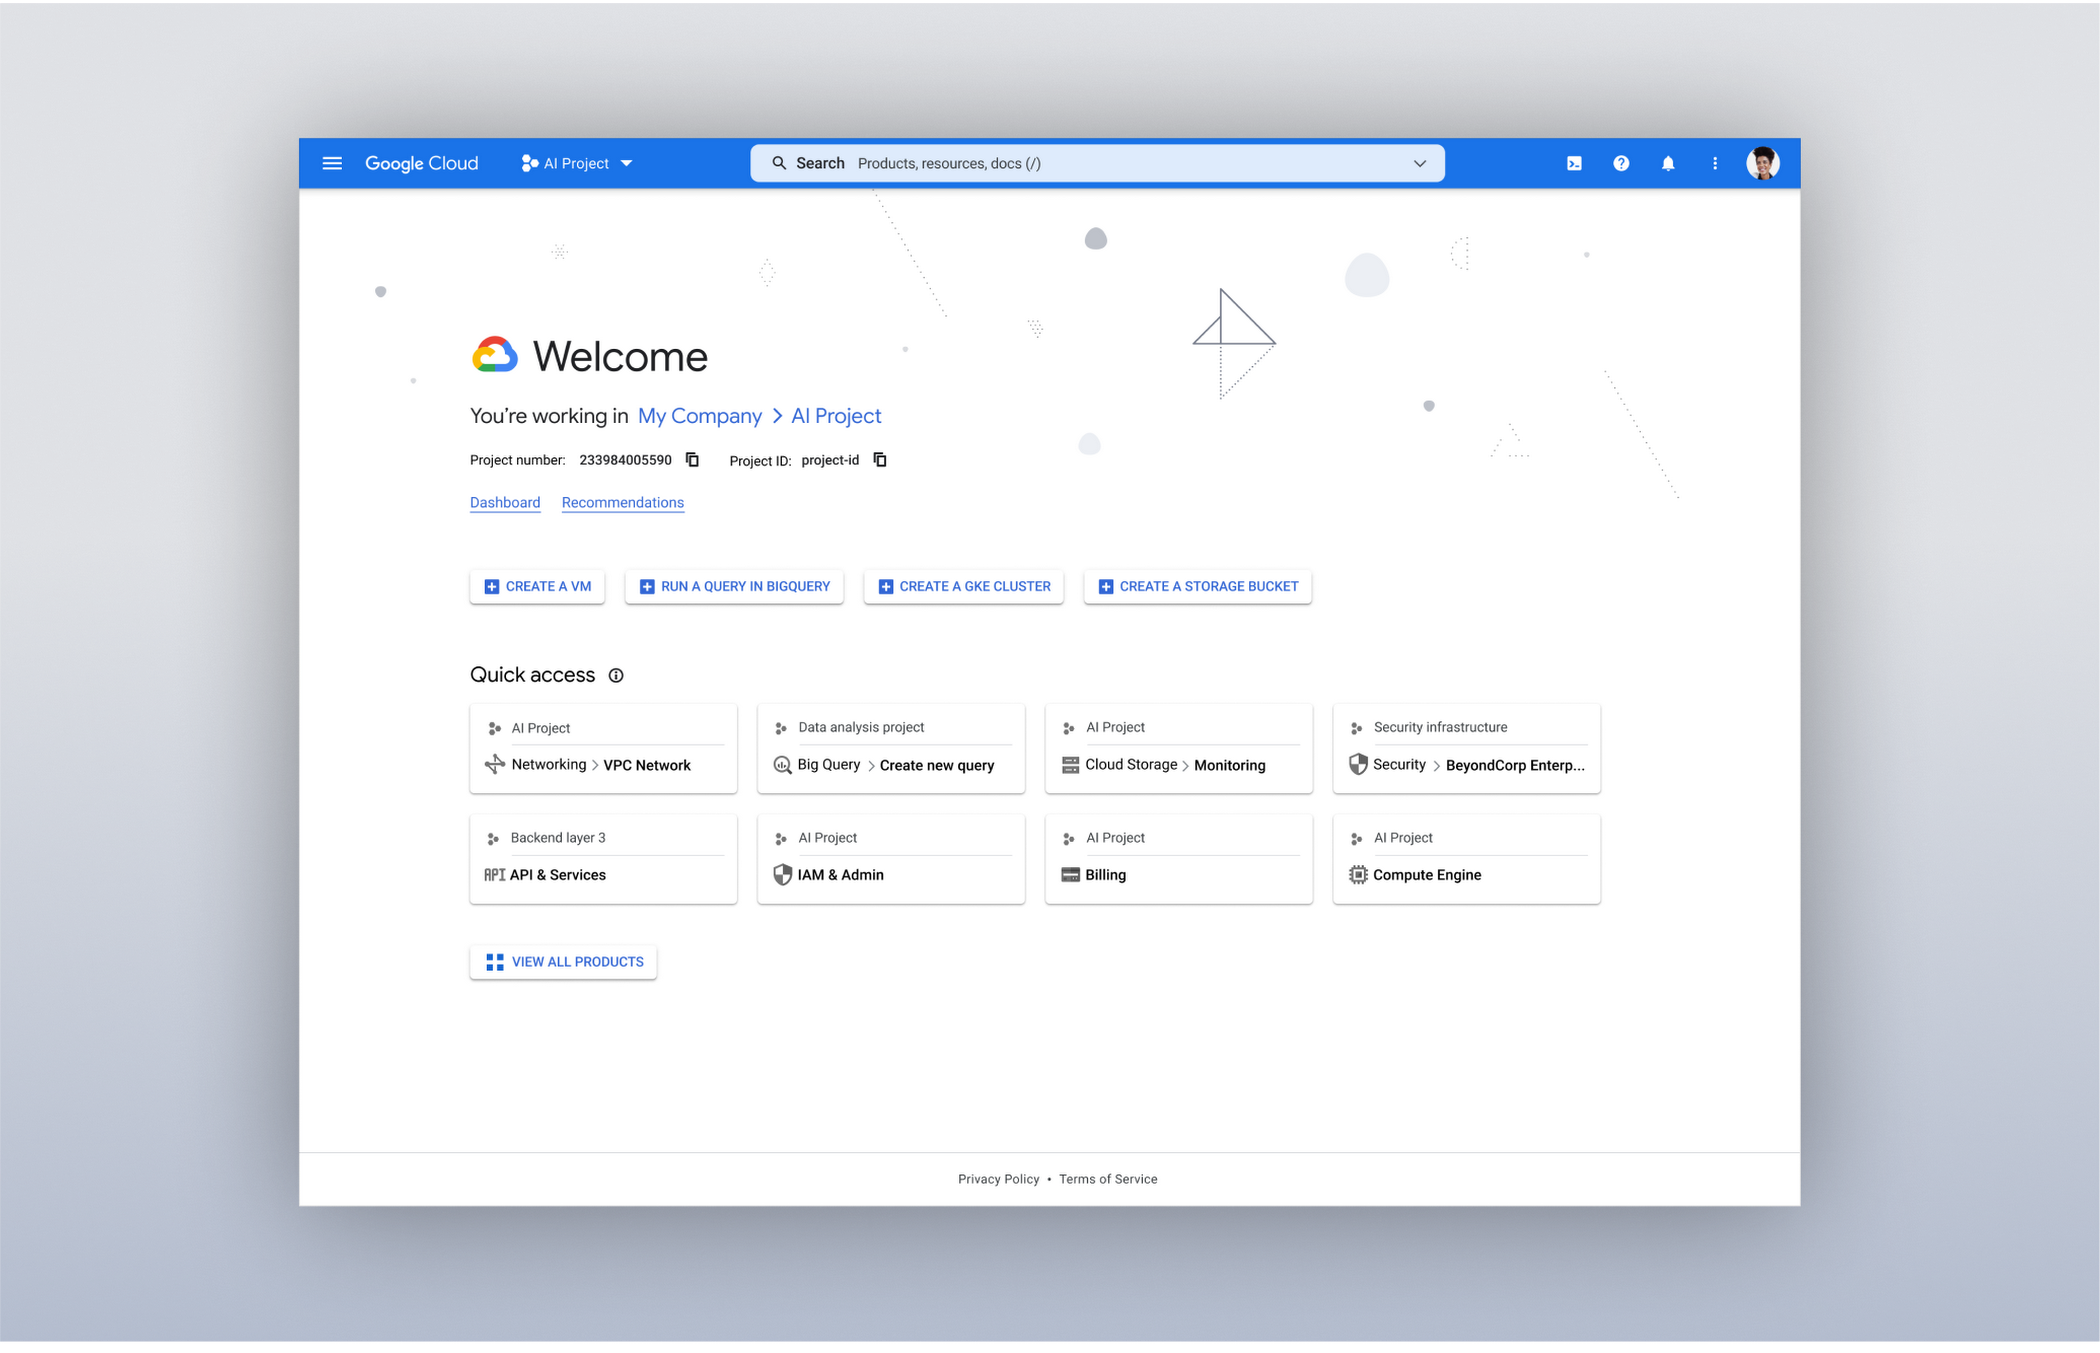 Google Cloud AI Project Search Products, resources, docs (/)
Welcome
You’re working in My Company > AI Project
Project number: 233984005590 Project ID: project-id
Dashboard Recommendations
CREATE A VM RUN A QUERY IN BIGQUERY CREATE A GKE CLUSTER CREATE A STORAGE BUCKET
Quick access
AI Project
Networking > VPC Network
Data analysis project
Big Query > Create new query
AI Project
Cloud Storage > Monitoring
Security infrastructure
Security > BeyondCorp Enterp...
Backend layer 3
API API & Services
AI Project
IAM & Admin
AI Project
Billing
AI Project
Compute Engine
VIEW ALL PRODUCTS
Privacy Policy • Terms of Service